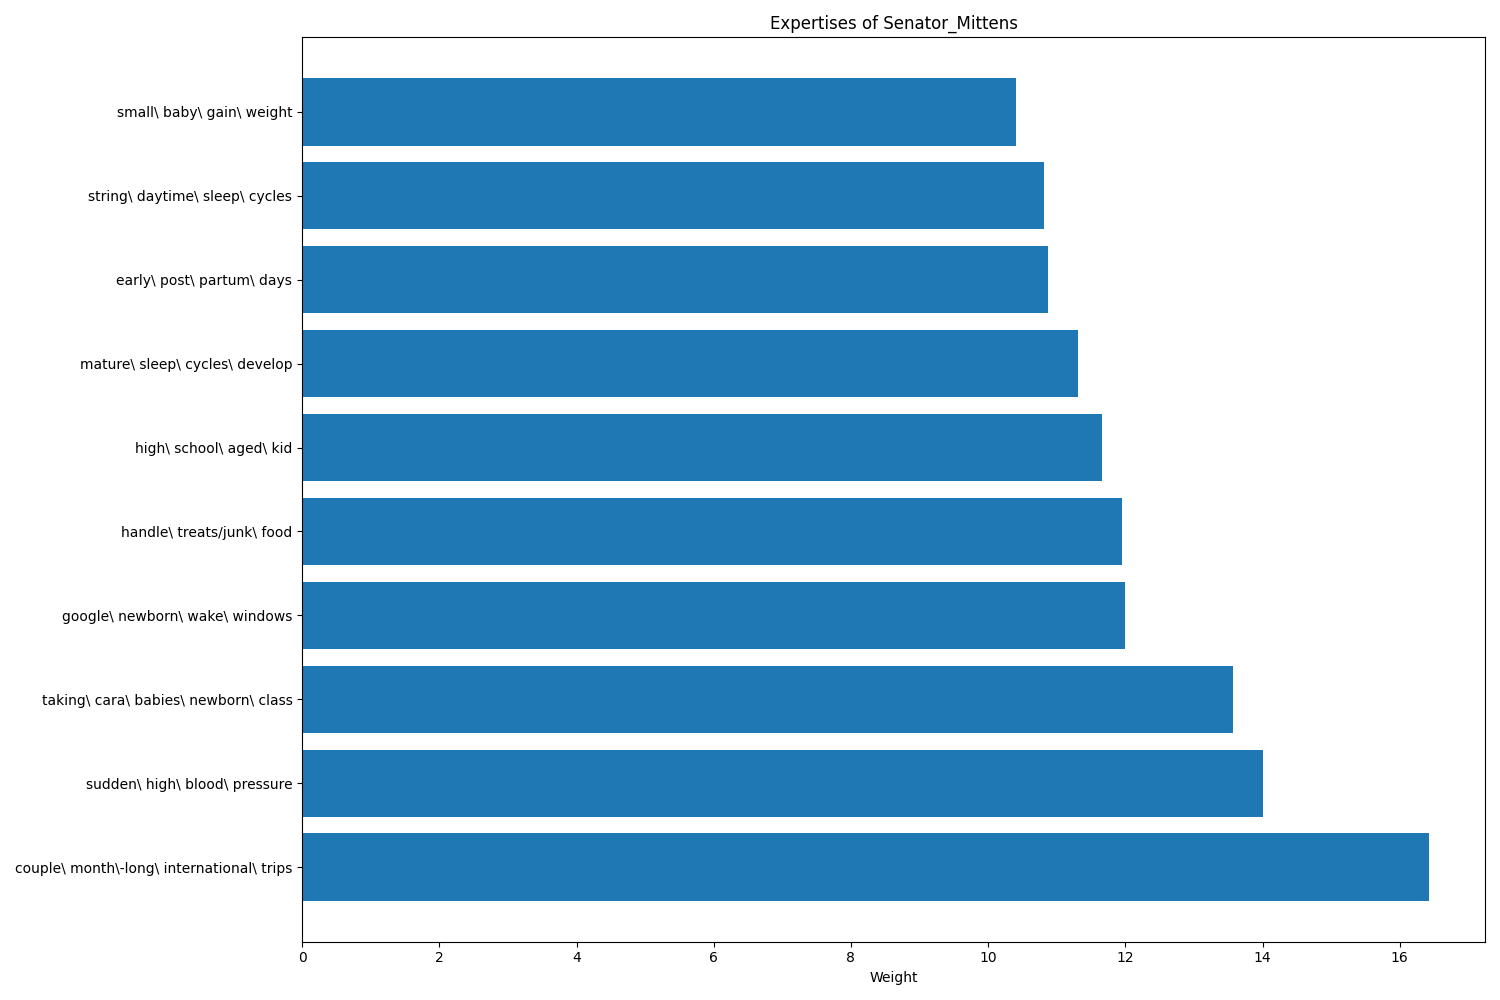 Expertises of Senator_Mittens
small\ baby\ gain\ weight
string\ daytime\ sleep\ cycles
early\ post\ partum\ days
mature\ sleep\ cycles\ develop
high\ school\ aged\ kid
handle\ treats/junk\ food
google\ newborn\ wake\ windows
taking\ cara\ babies\ newborn\ class
sudden\ high\ blood\ pressure
couple\ month\-long\ international\ trips
0 2 4 6 8 10 12 14 16
Weight